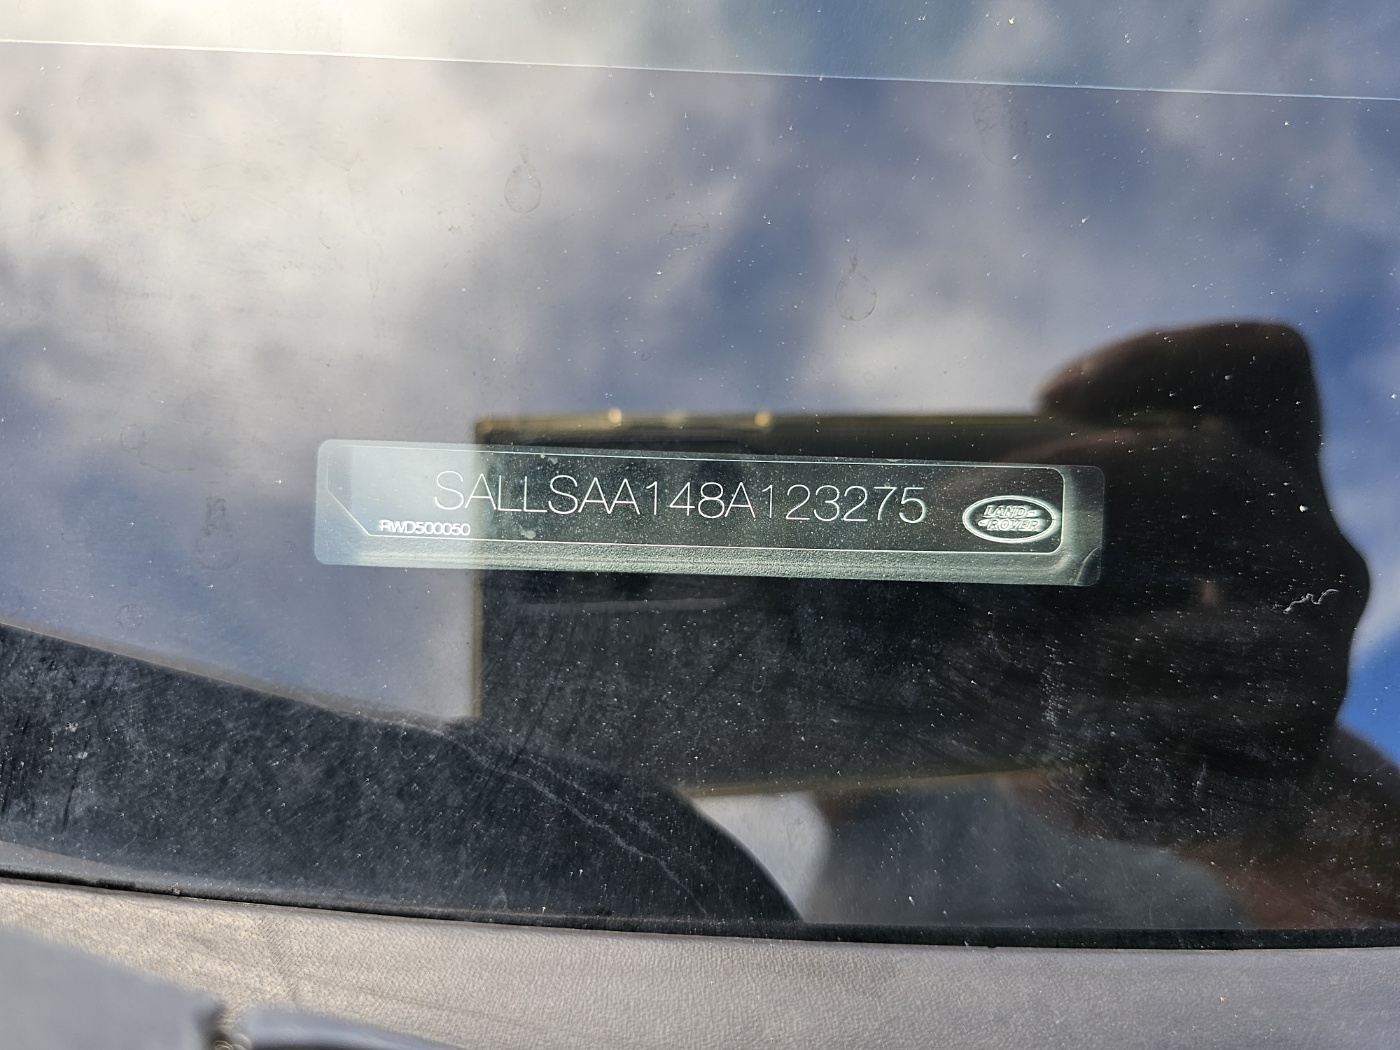 SALLSAA148A123275
RWD500050
LAND-
-ROVER